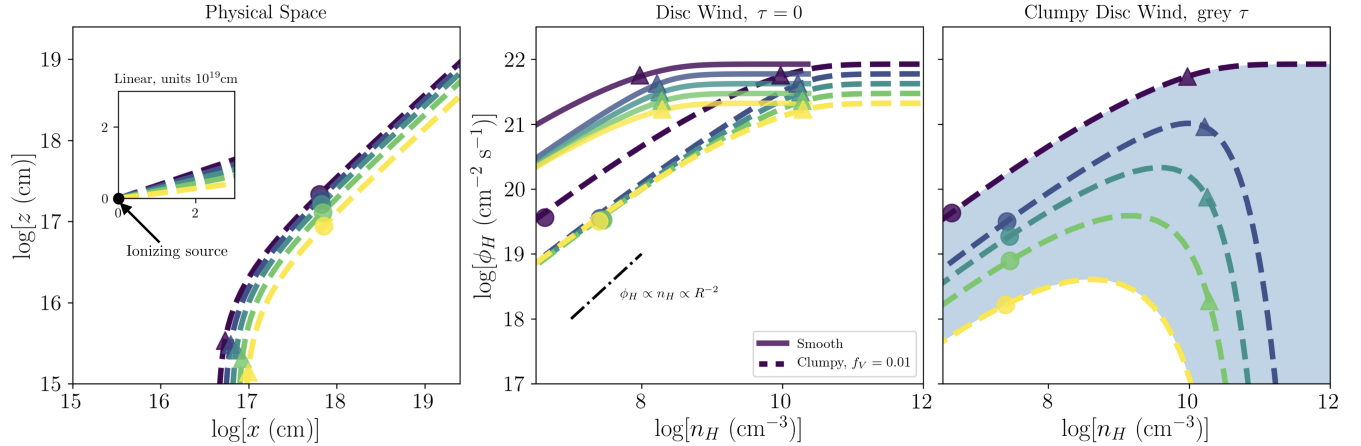 Physical Space
Disc Wind, τ = 0
Clumpy Disc Wind, grey τ
log[z (cm)]
19
18
17
16
15
15
16
17
18
19
log[x (cm)]
Linear, units 10¹⁹cm
2
0
0
2
Ionizing source
log[ϕ_H (cm⁻² s⁻¹)]
22
21
20
19
18
17
ϕ_H ∝ n_H ∝ R⁻²
Smooth
Clumpy, f_V = 0.01
8
10
12
log[n_H (cm⁻³)]
8
10
12
log[n_H (cm⁻³)]